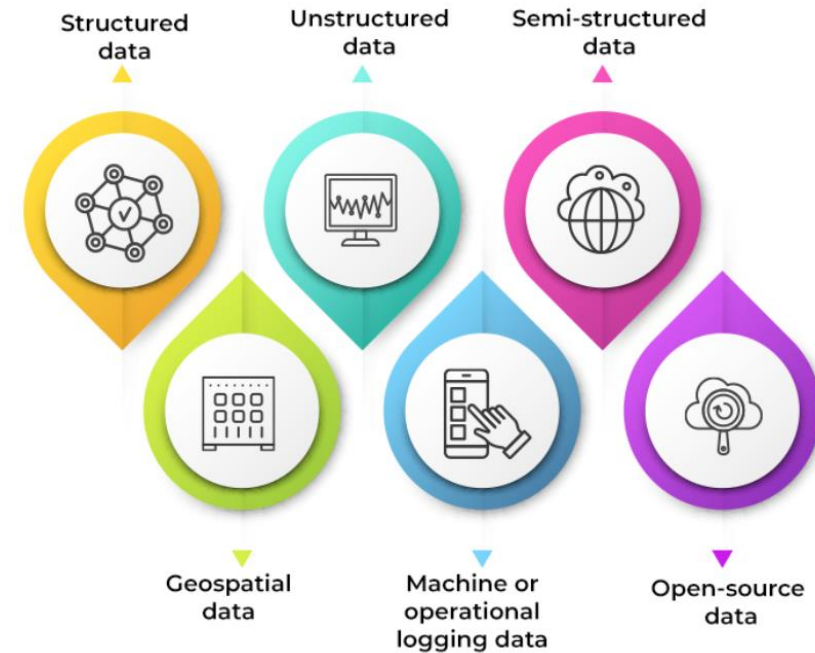 Structured
data
Unstructured
data
Semi-structured
data
Geospatial
data
Machine or
operational
logging data
Open-source
data